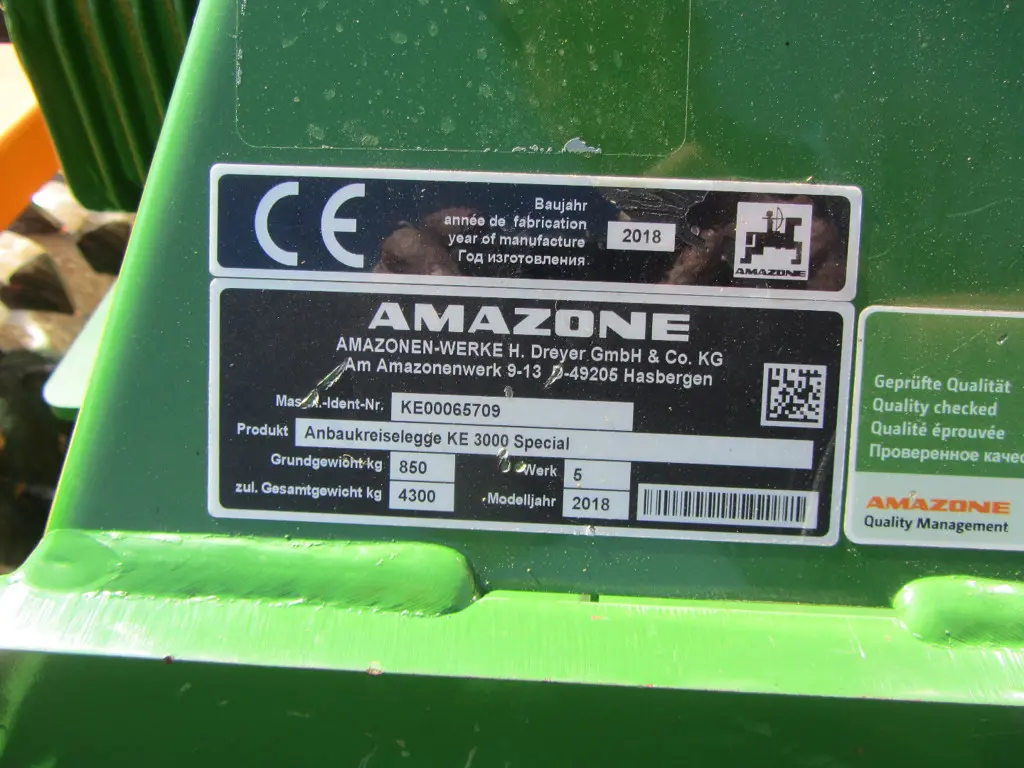 CE
Baujahr
année de fabrication
year of manufacture
Год изготовления
2018
AMAZONE
AMAZONE
AMAZONEN-WERKE H. Dreyer GmbH & Co. KG
Am Amazonenwerk 9-13 D-49205 Hasbergen
KE00065709
Produkt Anbaukreiselegge KE 3000 Special
Grundgewicht kg 850 Werk 5
zul. Gesamtgewicht kg 4300 Modelljahr 2018
Geprüfte Qualität
Quality checked
Qualité éprouvée
Проверенное
AMAZONE
Quality Management